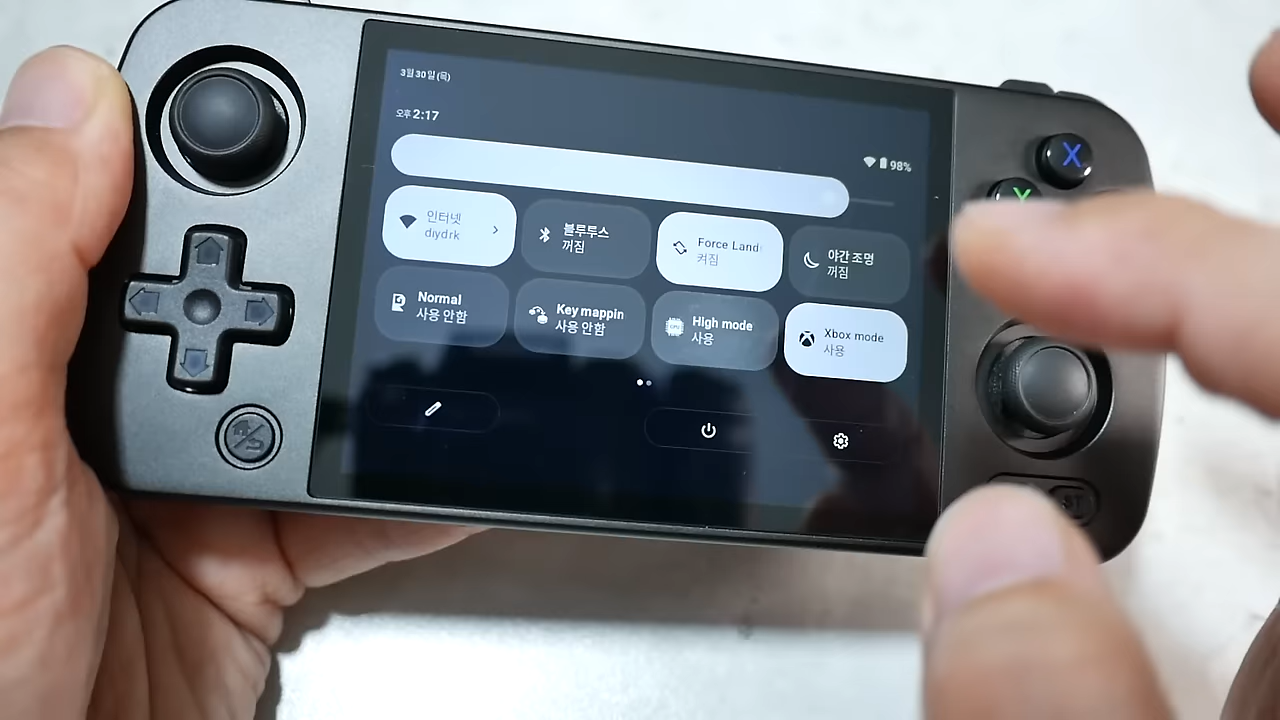 3월 30일 (목)
오후 2:17
98%
인터넷
diydrk
블루투스
꺼짐
Force Land
켜짐
야간 조명
꺼짐
Normal
사용 안함
Key mappin
사용 안함
High mode
사용
Xbox mode
사용
X
Y